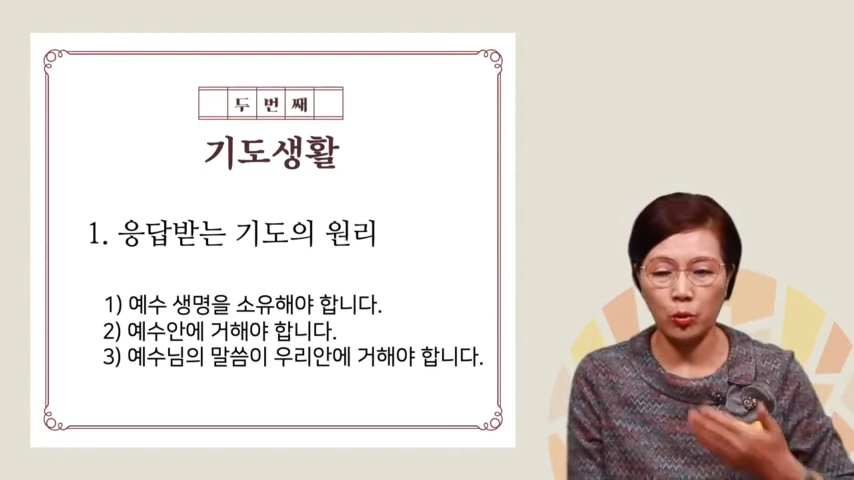 두번째
기도생활
1. 응답받는 기도의 원리
1) 예수 생명을 소유해야 합니다.
2) 예수안에 거해야 합니다.
3) 예수님의 말씀이 우리안에 거해야 합니다.